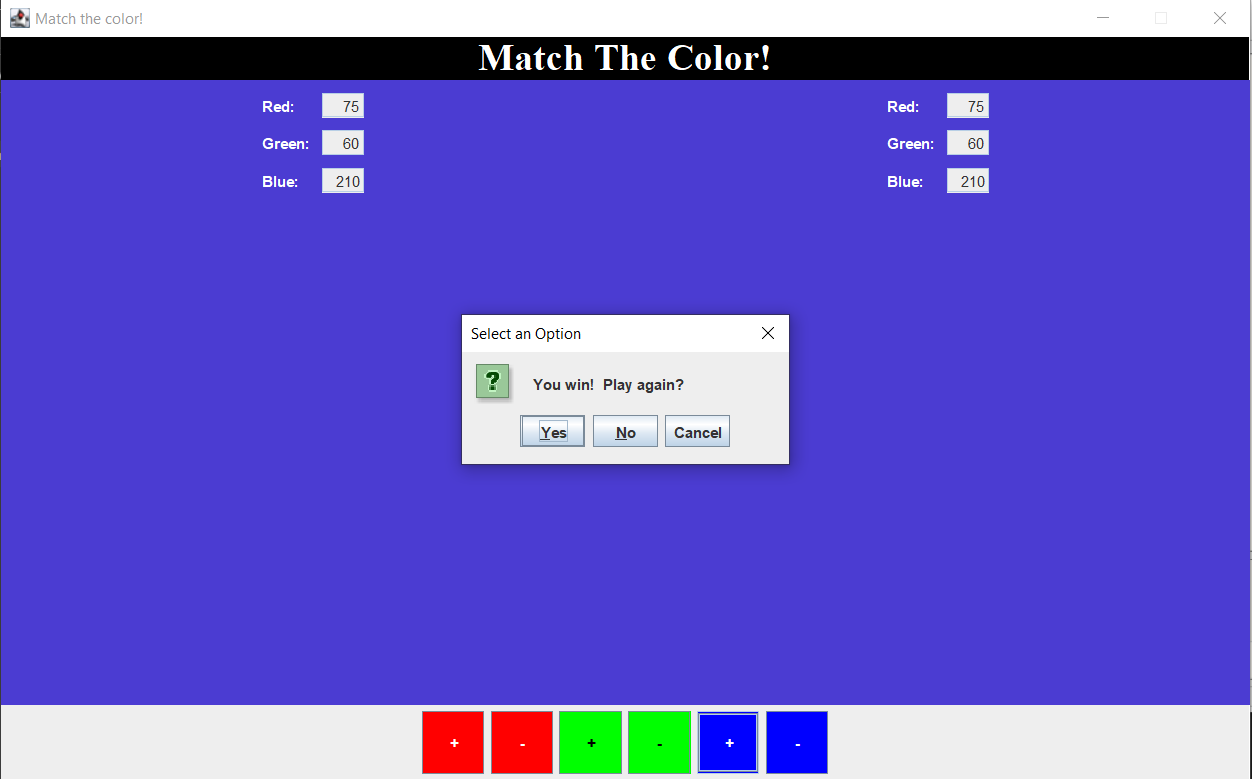 Match the color!
Match The Color!
Red: 75
Green: 60
Blue: 210
Red: 75
Green: 60
Blue: 210
Select an Option
?
You win!  Play again?
Yes No Cancel
+ - + - + -